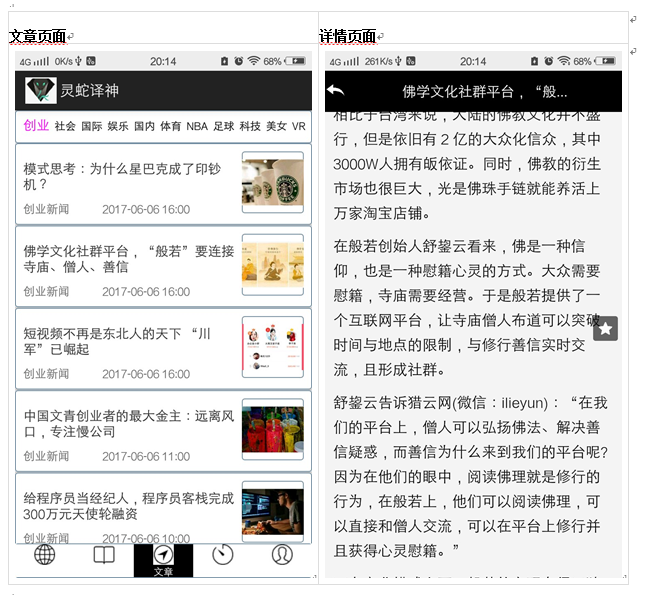 文章页面
详情页面
4G 0K/s 20:14 68%
灵蛇译神
创业 社会 国际 娱乐 国内 体育 NBA 足球 科技 美女 VR
模式思考：为什么星巴克成了印钞
机？
创业新闻 2017-06-06 16:00
佛学文化社群平台，“般若”要连接
寺庙、僧人、善信
创业新闻 2017-06-06 16:00
短视频不再是东北人的天下 “川
军”已崛起
创业新闻 2017-06-06 16:00
中国文青创业者的最大金主：远离风
口，专注慢公司
创业新闻 2017-06-06 11:00
给程序员当经纪人，程序员客栈完成
300万元天使轮融资
创业新闻 2017-06-06 10:00
文章
4G 261K/s 20:14 68%
佛学文化社群平台，“般...
相比于台湾来说，大陆的佛教文化并不盛
行，但是依旧有 2 亿的大众化信众，其中
3000W人拥有皈依证。同时，佛教的衍生
市场也很巨大，光是佛珠手链就能养活上
万家淘宝店铺。
在般若创始人舒鋆云看来，佛是一种信
仰，也是一种慰籍心灵的方式。大众需要
慰籍，寺庙需要经营。于是般若提供了一
个互联网平台，让寺庙僧人布道可以突破
时间与地点的限制，与修行善信实时交
流，且形成社群。
舒鋆云告诉猎云网(微信：ilieyun)：“在我
们的平台上，僧人可以弘扬佛法、解决善
信疑惑，而善信为什么来到我们的平台呢?
因为在他们的眼中，阅读佛理就是修行的
行为，在般若上，他们可以阅读佛理，可
以直接和僧人交流，可以在平台上修行并
且获得心灵慰籍。”